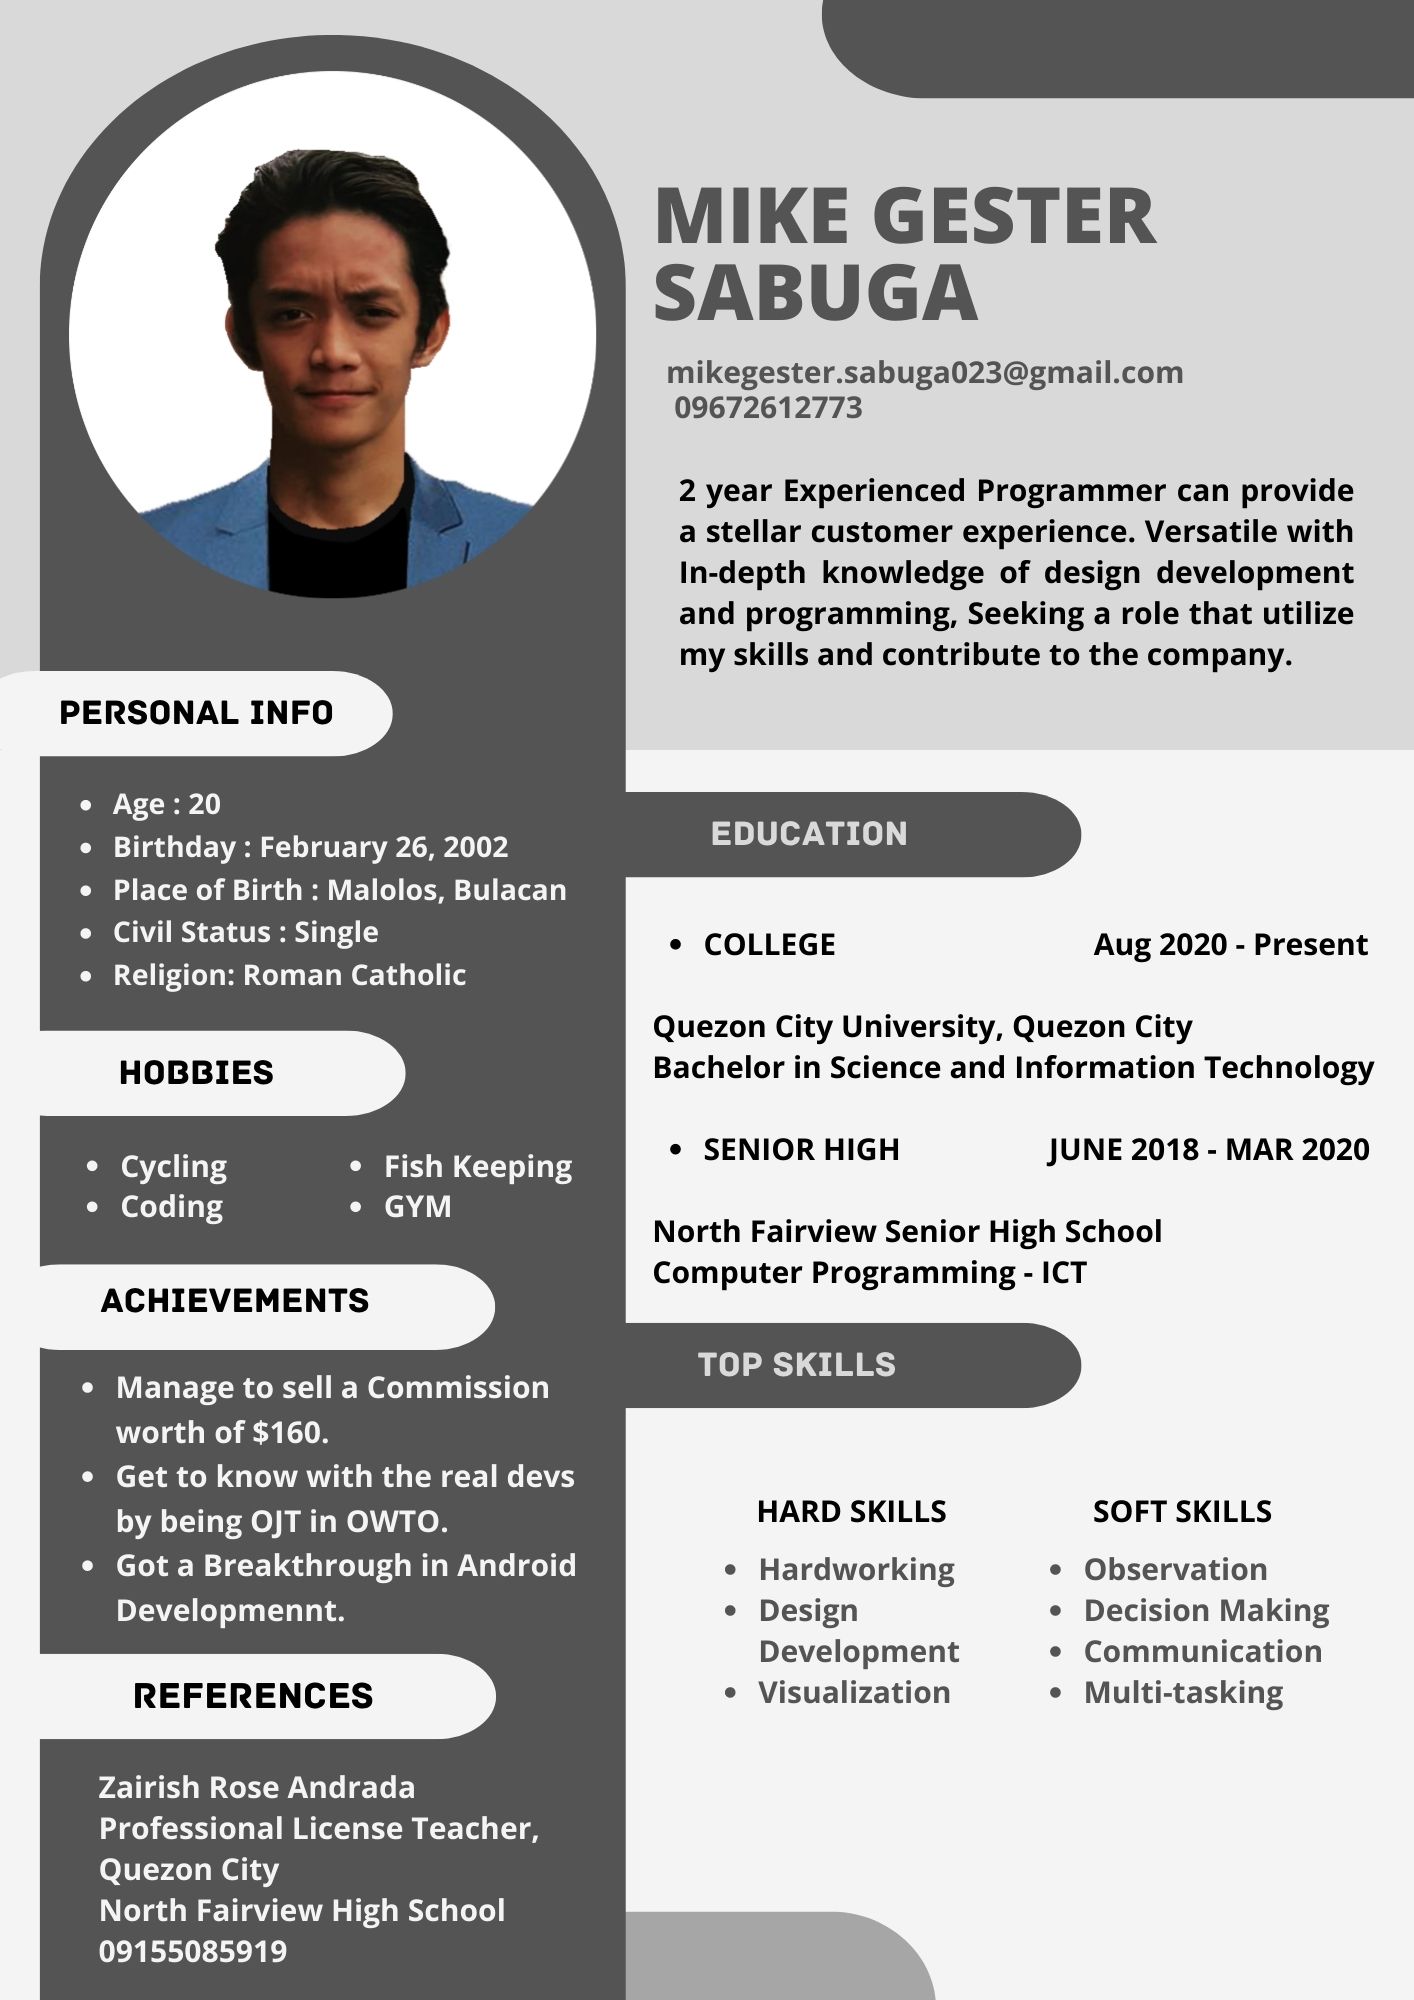 MIKE GESTER
SABUGA
mikegester.sabuga023@gmail.com
09672612773
2 year Experienced Programmer can provide
a stellar customer experience. Versatile with
In-depth knowledge of design development
and programming, Seeking a role that utilize
my skills and contribute to the company.
PERSONAL INFO
• Age : 20
• Birthday : February 26, 2002
• Place of Birth : Malolos, Bulacan
• Civil Status : Single
• Religion: Roman Catholic
HOBBIES
• Cycling
• Coding
• Fish Keeping
• GYM
ACHIEVEMENTS
• Manage to sell a Commission
worth of $160.
• Get to know with the real devs
by being OJT in OWTO.
• Got a Breakthrough in Android
Developmennt.
REFERENCES
Zairish Rose Andrada
Professional License Teacher,
Quezon City
North Fairview High School
09155085919
EDUCATION
• COLLEGE Aug 2020 - Present
Quezon City University, Quezon City
Bachelor in Science and Information Technology
• SENIOR HIGH JUNE 2018 - MAR 2020
North Fairview Senior High School
Computer Programming - ICT
TOP SKILLS
HARD SKILLS
• Hardworking
• Design
Development
• Visualization
SOFT SKILLS
• Observation
• Decision Making
• Communication
• Multi-tasking